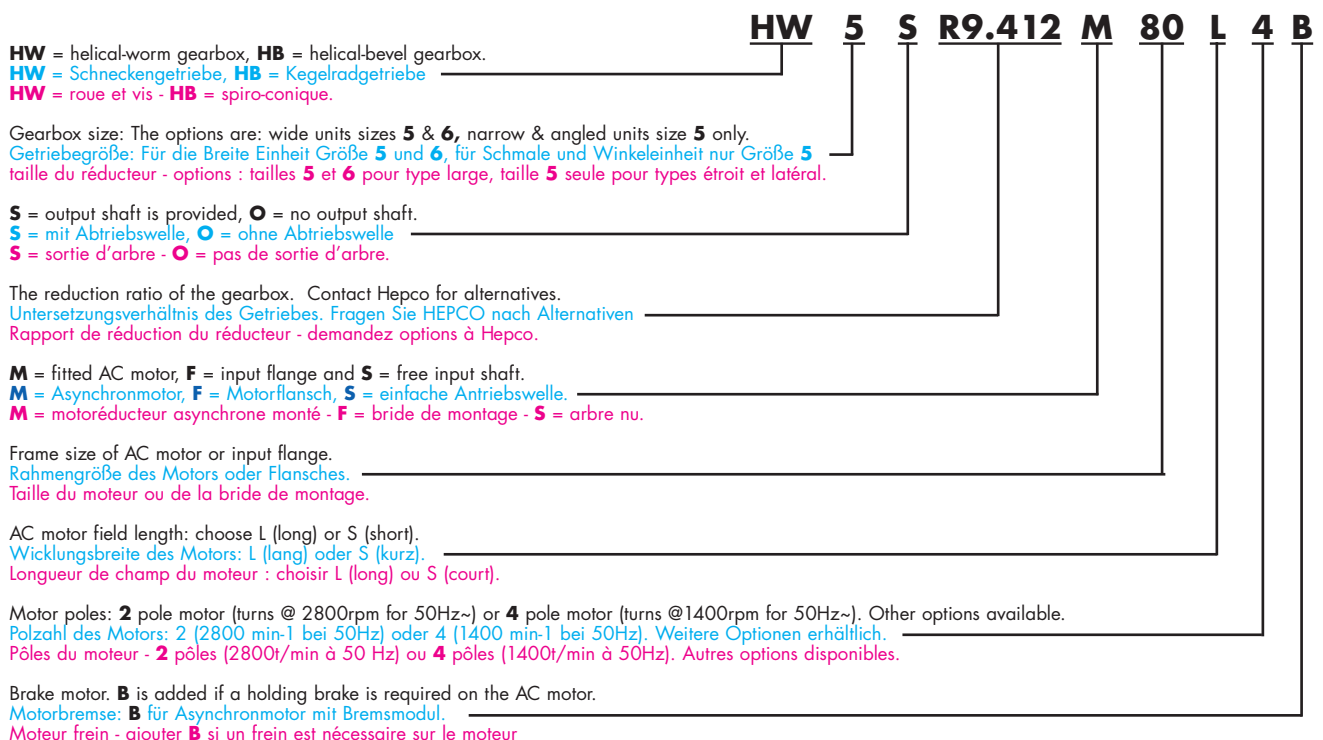 HW 5 S R9.412 M 80 L 4 B
HW = helical-worm gearbox, HB = helical-bevel gearbox.
HW = Schneckengetriebe, HB = Kegelradgetriebe
HW = roue et vis - HB = spiro-conique.
Gearbox size: The options are: wide units sizes 5 & 6, narrow & angled units size 5 only.
Getriebegröße: Für die Breite Einheit Größe 5 und 6, für Schmale und Winkeleinheit nur Größe 5
taille du réducteur - options : tailles 5 et 6 pour type large, taille 5 seule pour types étroit et latéral.
S = output shaft is provided, O = no output shaft.
S = mit Abtriebswelle, O = ohne Abtriebswelle
S = sortie d'arbre - O = pas de sortie d'arbre.
The reduction ratio of the gearbox. Contact Hepco for alternatives.
Untersetzungsverhältnis des Getriebes. Fragen Sie HEPCO nach Alternativen
Rapport de réduction du réducteur - demandez options à Hepco.
M = fitted AC motor, F = input flange and S = free input shaft.
M = Asynchronmotor, F = Motorflansch, S = einfache Antriebswelle.
M = motoréducteur asynchrone monté - F = bride de montage - S = arbre nu.
Frame size of AC motor or input flange.
Rahmengröße des Motors oder Flansches.
Taille du moteur ou de la bride de montage.
AC motor field length: choose L (long) or S (short).
Wicklungsbreite des Motors: L (lang) oder S (kurz).
Longueur de champ du moteur : choisir L (long) ou S (court).
Motor poles: 2 pole motor (turns @ 2800rpm for 50Hz~) or 4 pole motor (turns @1400rpm for 50Hz~). Other options available.
Polzahl des Motors: 2 (2800 min-1 bei 50Hz) oder 4 (1400 min-1 bei 50Hz). Weitere Optionen erhältlich.
Pôles du moteur - 2 pôles (2800t/min à 50 Hz) ou 4 pôles (1400t/min à 50Hz). Autres options disponibles.
Brake motor. B is added if a holding brake is required on the AC motor.
Motorbremse: B für Asynchronmotor mit Bremsmodul.
Moteur frein - ajouter B si un frein est nécessaire sur le moteur